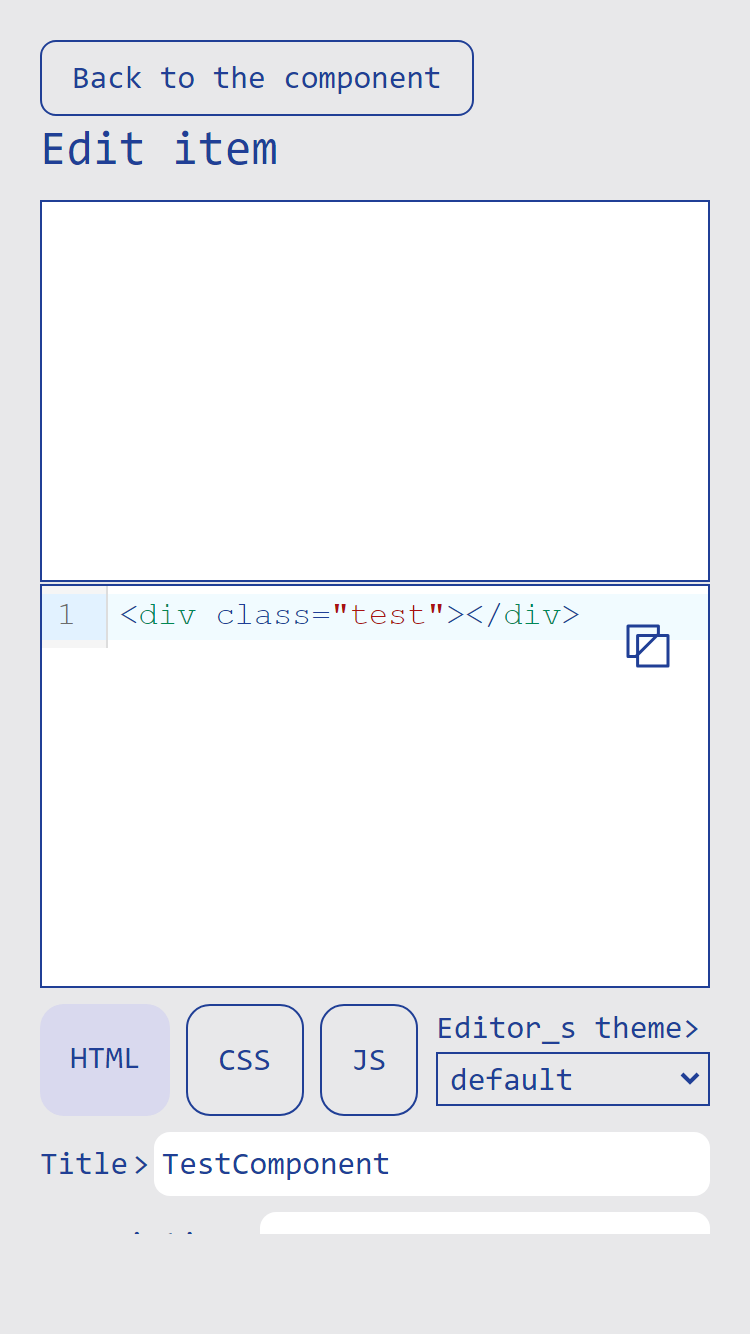 Back to the component
Edit item
1 <div class="test"></div>
HTML
CSS
JS
Editor_s theme>
default
Title>
TestComponent